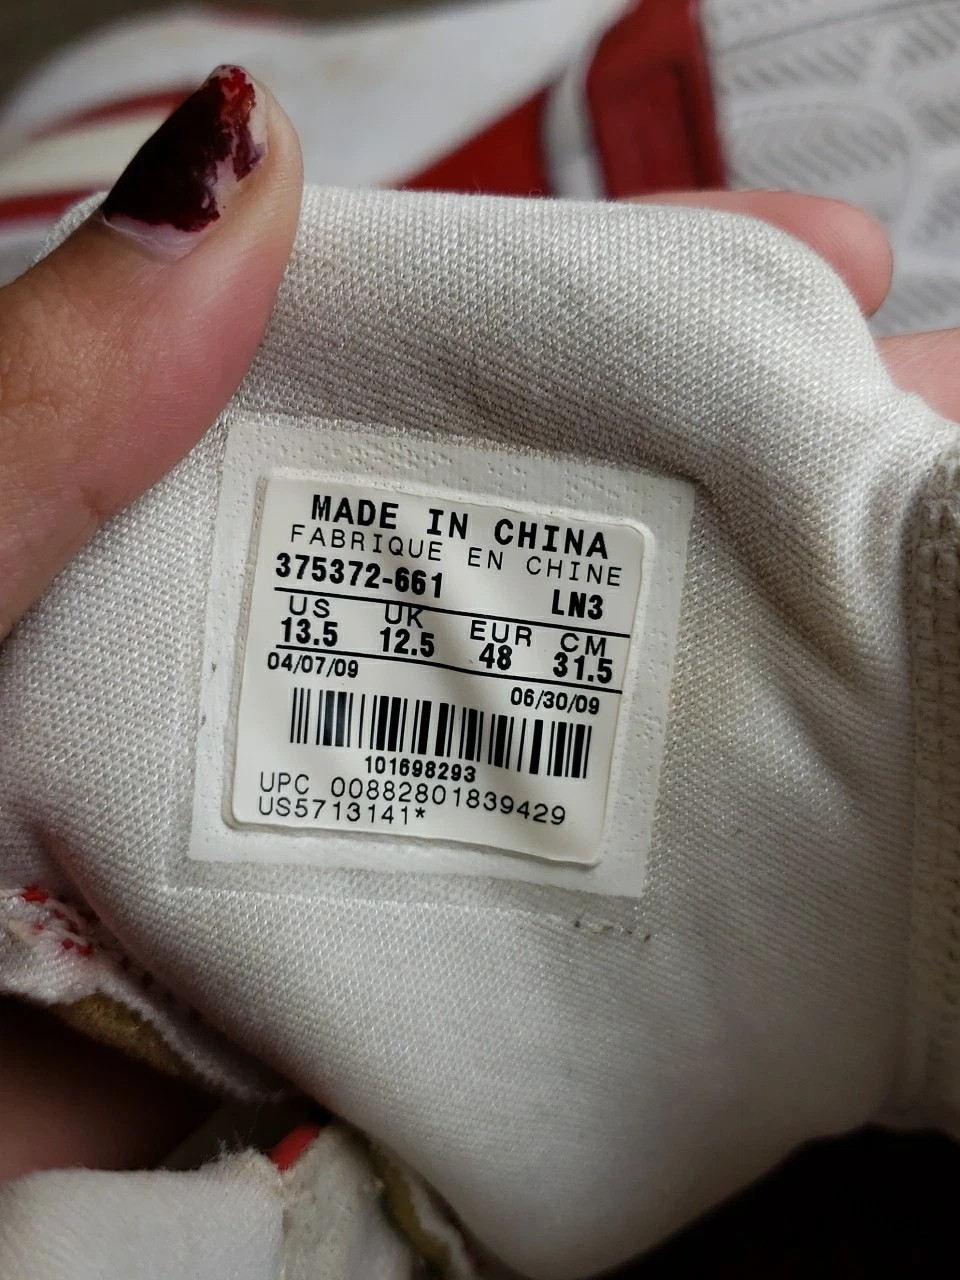 MADE IN CHINA
FABRIQUE EN CHINE
375372-661 LN3
US UK EUR CM
13.5 12.5 48 31.5
04/07/09 06/30/09
101698293
UPC 00882801839429
US5713141*